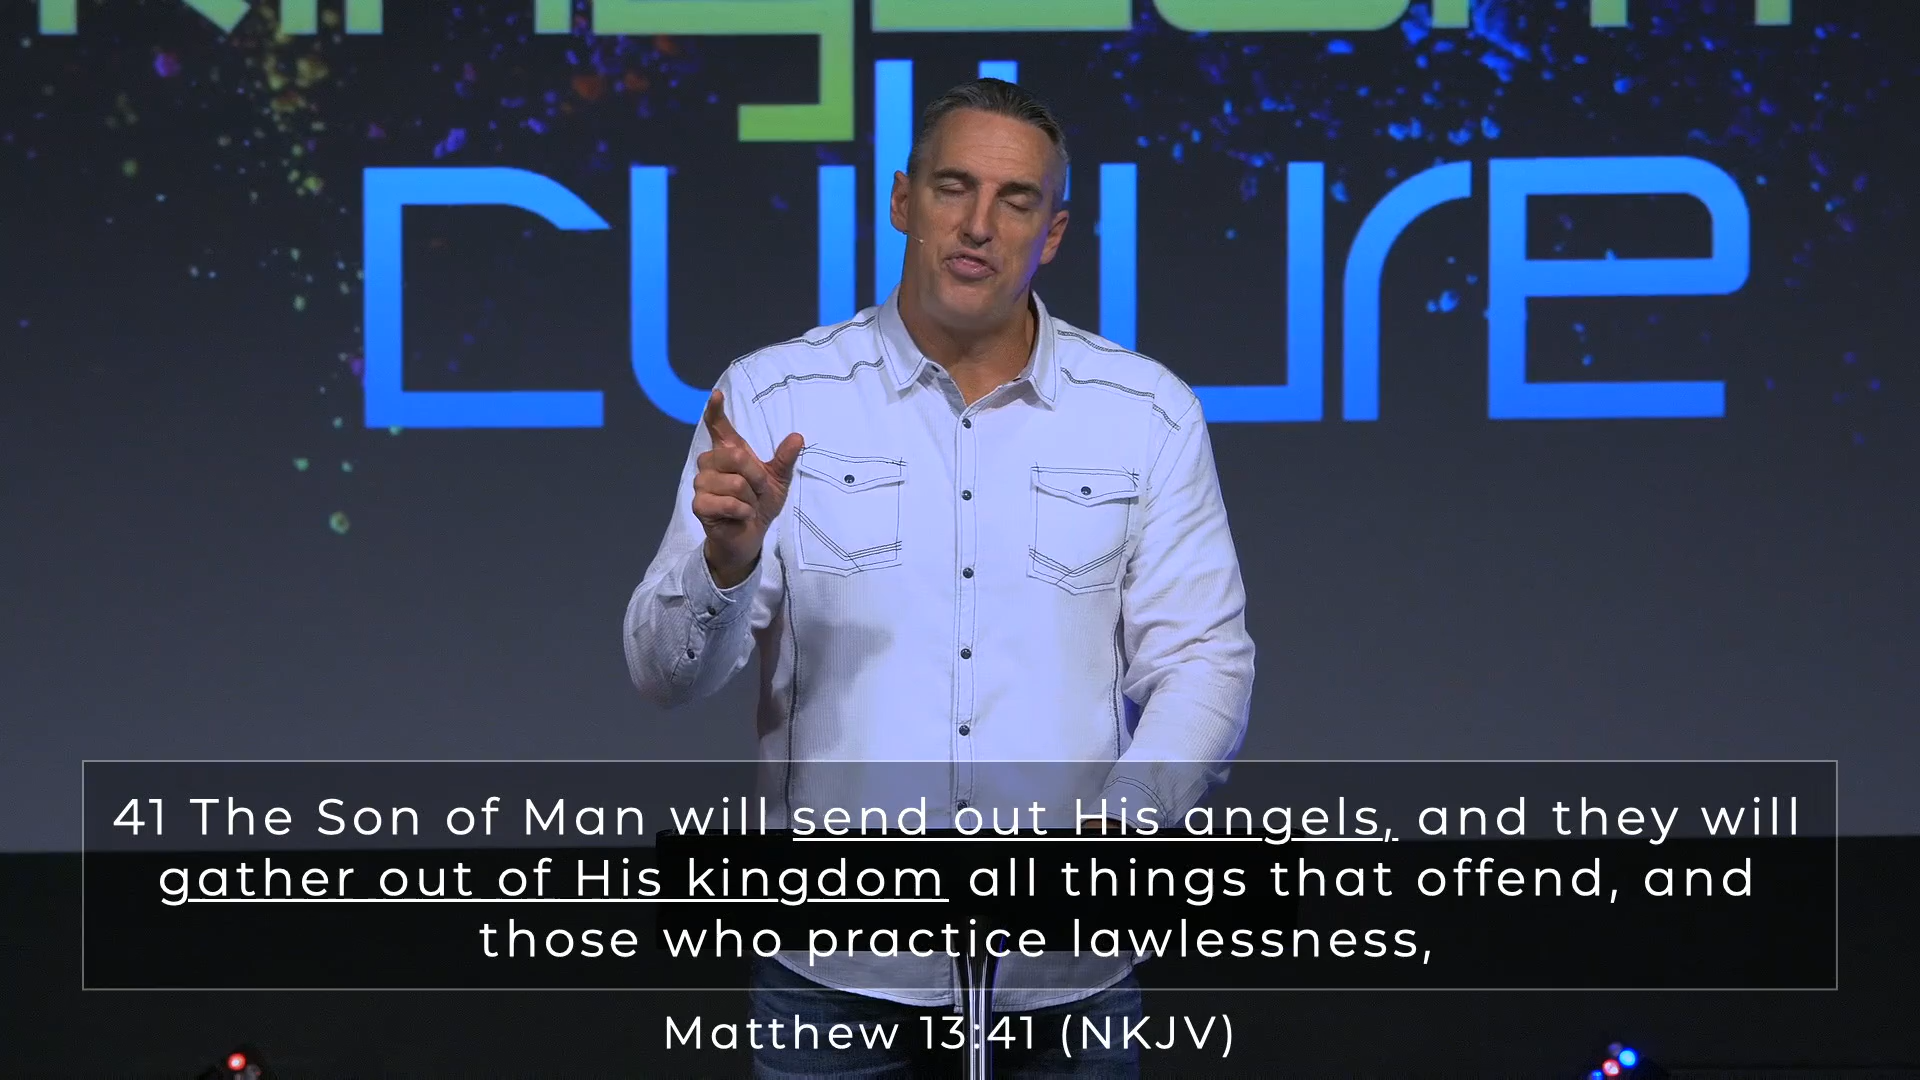 Kingdom
culture
41 The Son of Man will send out His angels, and they will
gather out of His kingdom all things that offend, and
those who practice lawlessness,
Matthew 13:41 (NKJV)